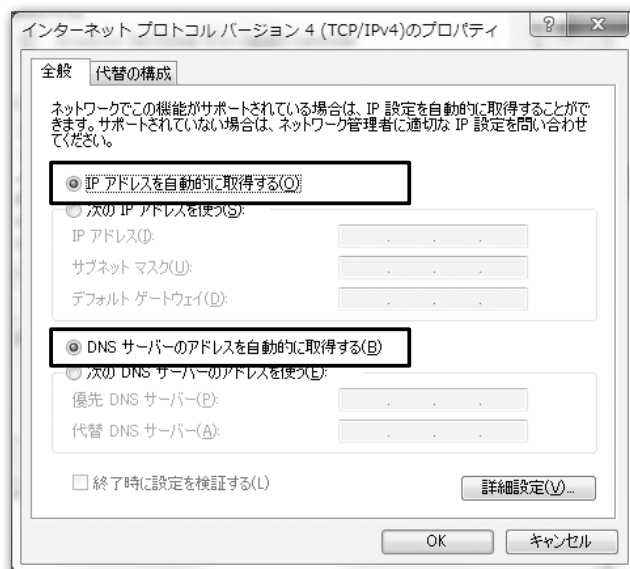 インターネット プロトコル バージョン 4 (TCP/IPv4)のプロパティ
全般
代替の構成
ネットワークでこの機能がサポートされている場合は、IP 設定を自動的に取得することがで
きます。サポートされていない場合は、ネットワーク管理者に適切な IP 設定を問い合わせ
てください。
IP アドレスを自動的に取得する(O)
次の IP アドレスを使う(S):
IP アドレス(I):
サブネット マスク(U):
デフォルト ゲートウェイ(D):
DNS サーバーのアドレスを自動的に取得する(B)
次の DNS サーバーのアドレスを使う(E):
優先 DNS サーバー(P):
代替 DNS サーバー(A):
終了時に設定を検証する(L)
詳細設定(V)...
OK
キャンセル